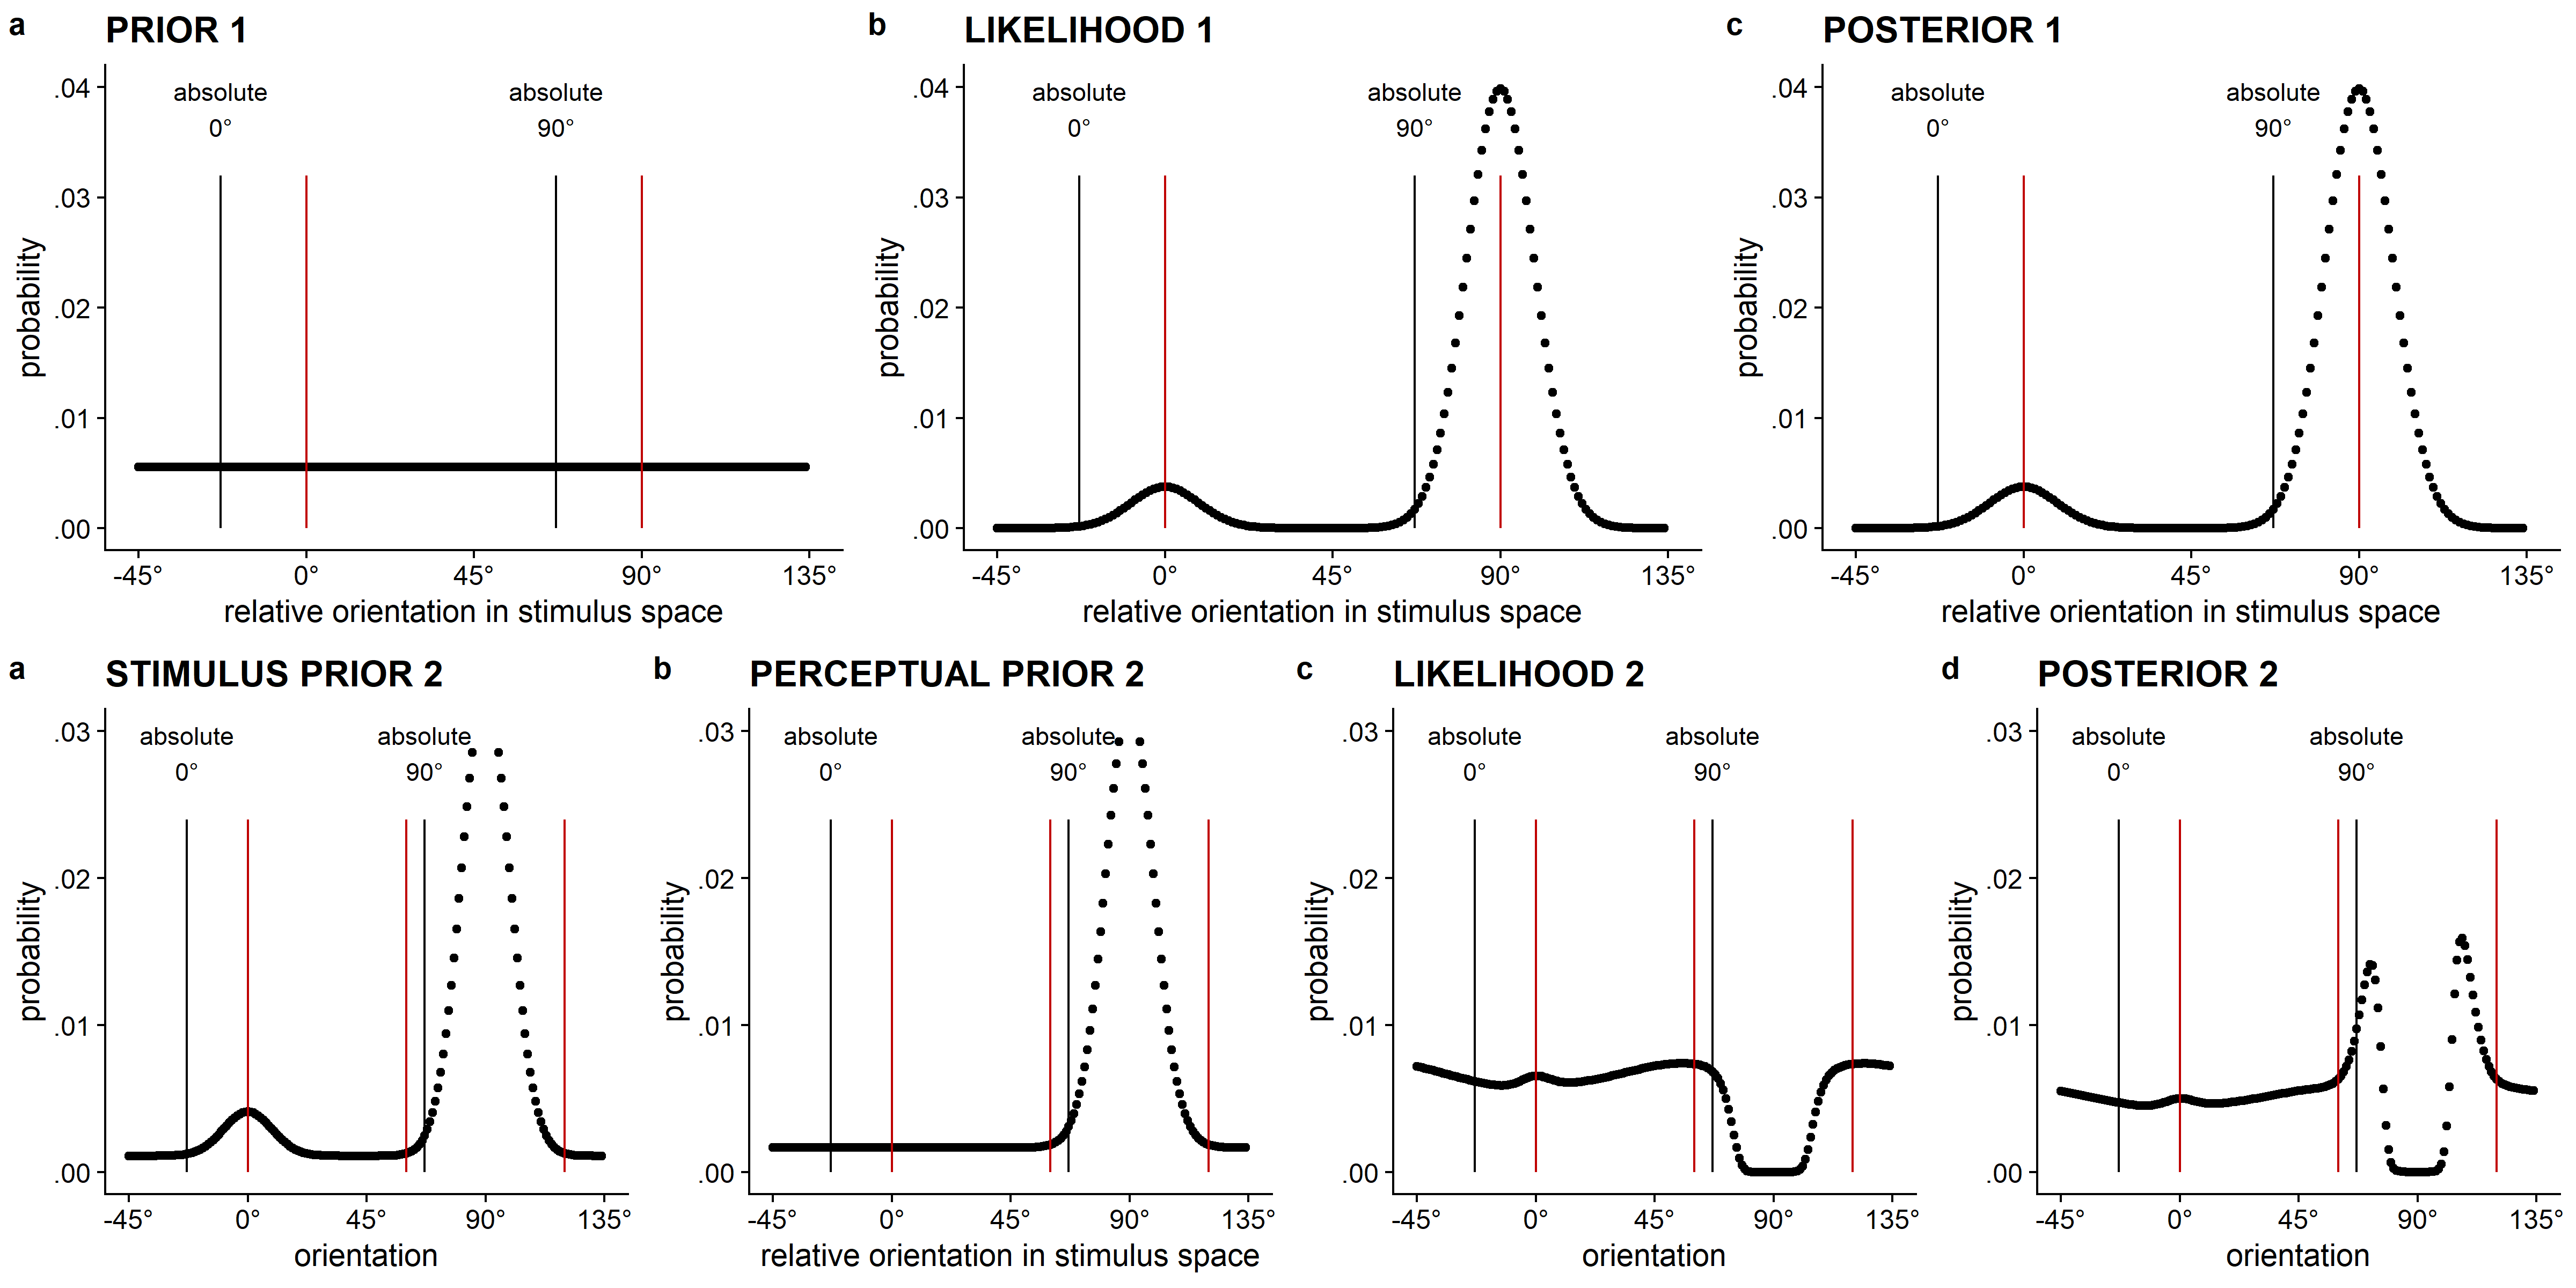 a PRIOR 1
.04
.03
.02
.01
.00
probability
absolute
0°
absolute
90°
-45° 0° 45° 90° 135°
relative orientation in stimulus space
b LIKELIHOOD 1
.04
.03
.02
.01
.00
probability
absolute
0°
absolute
90°
-45° 0° 45° 90° 135°
relative orientation in stimulus space
c POSTERIOR 1
.04
.03
.02
.01
.00
probability
absolute
0°
absolute
90°
-45° 0° 45° 90° 135°
relative orientation in stimulus space
a STIMULUS PRIOR 2
.03
.02
.01
.00
probability
absolute
0°
absolute
90°
-45° 0° 45° 90° 135°
orientation
b PERCEPTUAL PRIOR 2
.03
.02
.01
.00
probability
absolute
0°
absolute
90°
-45° 0° 45° 90° 135°
relative orientation in stimulus space
c LIKELIHOOD 2
.03
.02
.01
.00
probability
absolute
0°
absolute
90°
-45° 0° 45° 90° 135°
orientation
d POSTERIOR 2
.03
.02
.01
.00
probability
absolute
0°
absolute
90°
-45° 0° 45° 90° 135°
orientation